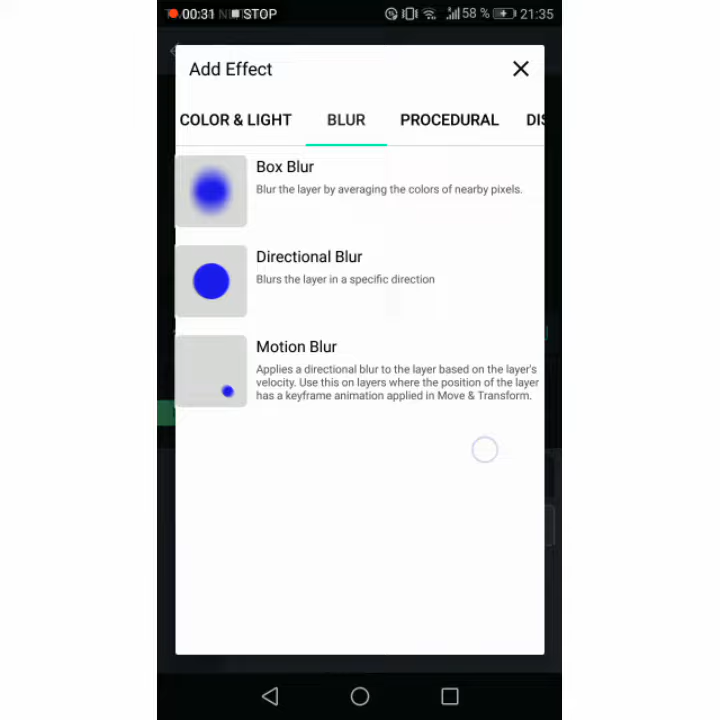 00:31 STOP 58 % 21:35
Add Effect
COLOR & LIGHT BLUR PROCEDURAL DIS
Box Blur
Blur the layer by averaging the colors of nearby pixels.
Directional Blur
Blurs the layer in a specific direction
Motion Blur
Applies a directional blur to the layer based on the layer's
velocity. Use this on layers where the position of the layer
has a keyframe animation applied in Move & Transform.